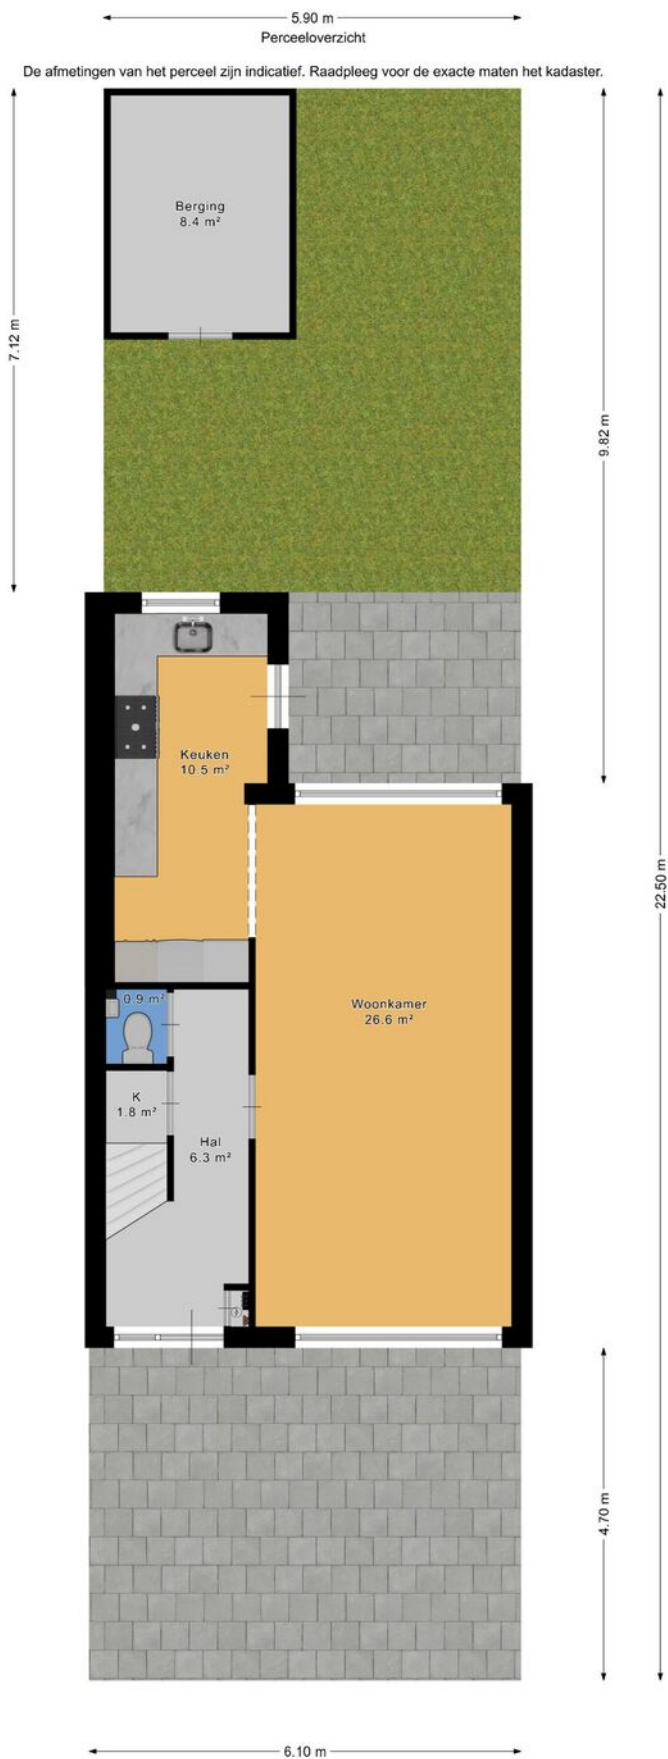 5.90 m
Perceeloverzicht
De afmetingen van het perceel zijn indicatief. Raadpleeg voor de exacte maten het kadaster.
Berging
8.4 m²
7.12 m
9.82 m
Keuken
10.5 m²
22.50 m
0.9 m²
Woonkamer
26.6 m²
K
1.8 m²
Hal
6.3 m²
4.70 m
6.10 m